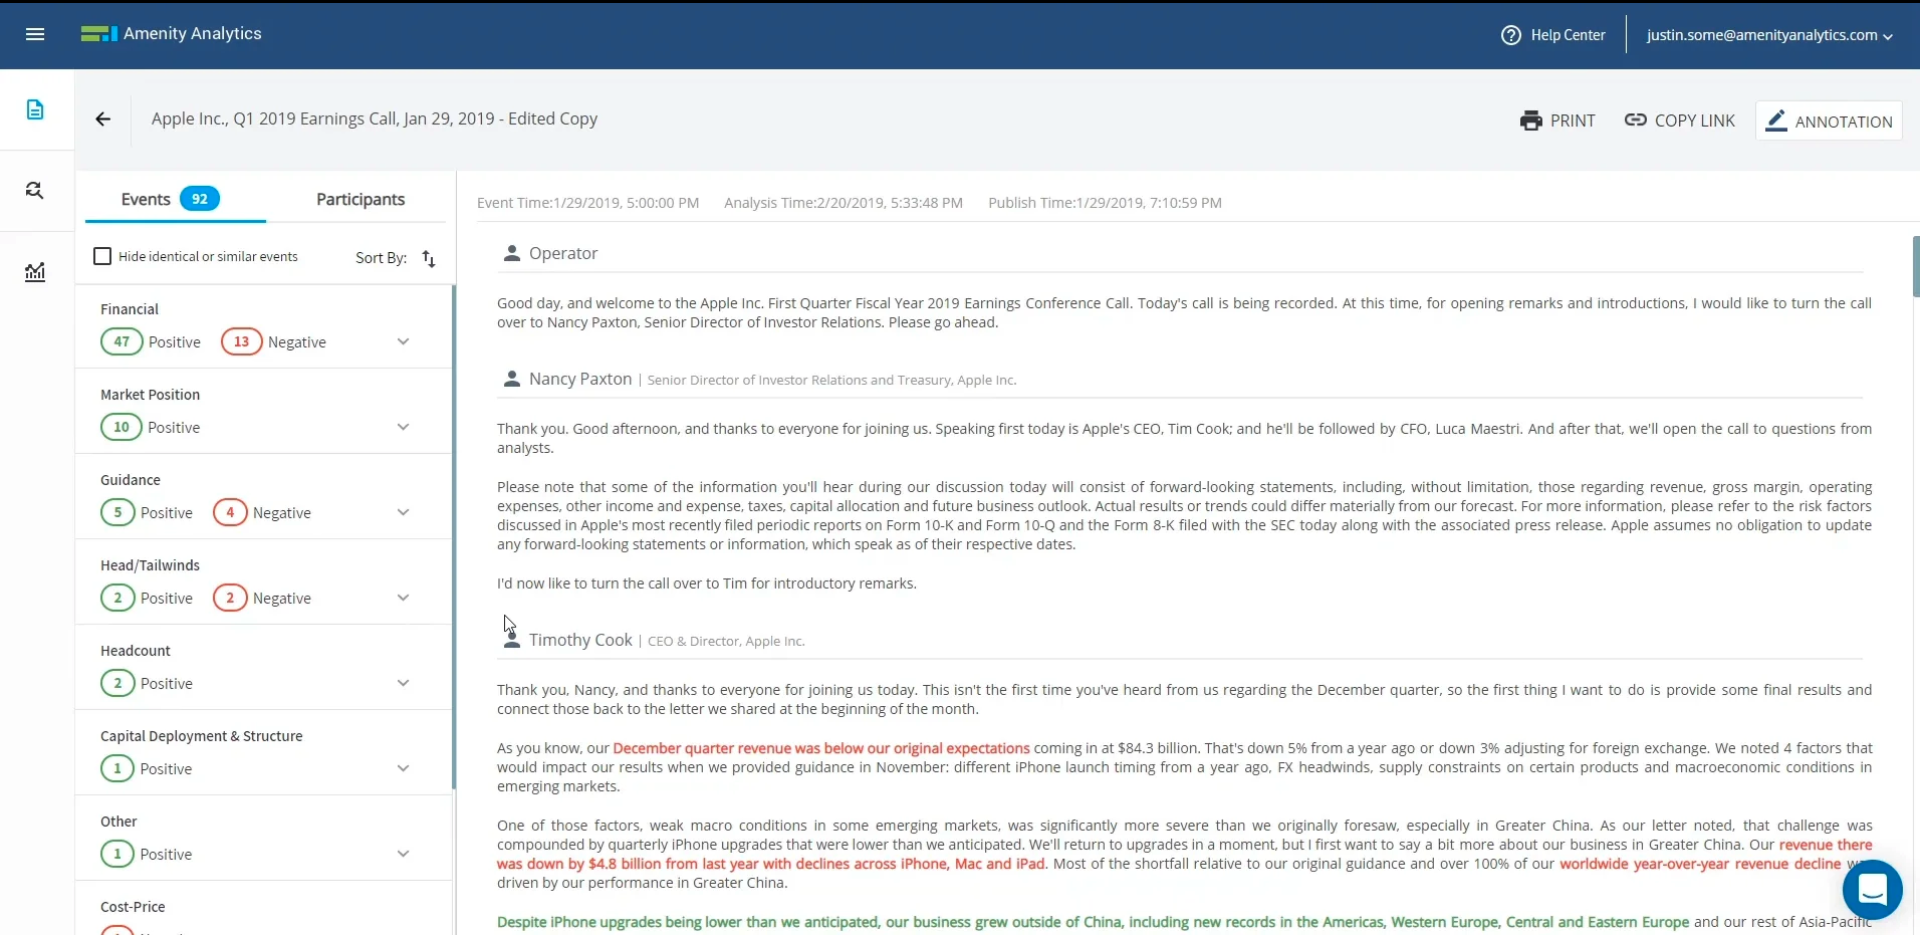 Amenity Analytics
Help Center
justin.some@amenityanalytics.com
Apple Inc., Q1 2019 Earnings Call, Jan 29, 2019 - Edited Copy
PRINT
COPY LINK
ANNOTATION
Events 92
Participants
Hide identical or similar events
Sort By:
Financial
47 Positive 13 Negative
Market Position
10 Positive
Guidance
5 Positive 4 Negative
Head/Tailwinds
2 Positive 2 Negative
Headcount
2 Positive
Capital Deployment & Structure
1 Positive
Other
1 Positive
Cost-Price
Event Time:1/29/2019, 5:00:00 PM Analysis Time:2/20/2019, 5:33:48 PM Publish Time:1/29/2019, 7:10:59 PM
Operator
Good day, and welcome to the Apple Inc. First Quarter Fiscal Year 2019 Earnings Conference Call. Today's call is being recorded. At this time, for opening remarks and introductions, I would like to turn the call
over to Nancy Paxton, Senior Director of Investor Relations. Please go ahead.
Nancy Paxton | Senior Director of Investor Relations and Treasury, Apple Inc.
Thank you. Good afternoon, and thanks to everyone for joining us. Speaking first today is Apple's CEO, Tim Cook; and he'll be followed by CFO, Luca Maestri. And after that, we'll open the call to questions from
analysts.
Please note that some of the information you'll hear during our discussion today will consist of forward-looking statements, including, without limitation, those regarding revenue, gross margin, operating
expenses, other income and expense, taxes, capital allocation and future business outlook. Actual results or trends could differ materially from our forecast. For more information, please refer to the risk factors
discussed in Apple's most recently filed periodic reports on Form 10-K and Form 10-Q and the Form 8-K filed with the SEC today along with the associated press release. Apple assumes no obligation to update
any forward-looking statements or information, which speak as of their respective dates.
I'd now like to turn the call over to Tim for introductory remarks.
Timothy Cook | CEO & Director, Apple Inc.
Thank you, Nancy, and thanks to everyone for joining us today. This isn't the first time you've heard from us regarding the December quarter, so the first thing I want to do is provide some final results and
connect those back to the letter we shared at the beginning of the month.
As you know, our December quarter revenue was below our original expectations coming in at $84.3 billion. That's down 5% from a year ago or down 3% adjusting for foreign exchange. We noted 4 factors that
would impact our results when we provided guidance in November: different iPhone launch timing from a year ago, FX headwinds, supply constraints on certain products and macroeconomic conditions in
emerging markets.
One of those factors, weak macro conditions in some emerging markets, was significantly more severe than we originally foresaw, especially in Greater China. As our letter noted, that challenge was
compounded by quarterly iPhone upgrades that were lower than we anticipated. We'll return to upgrades in a moment, but I first want to say a bit more about our business in Greater China. Our revenue there
was down by $4.8 billion from last year with declines across iPhone, Mac and iPad. Most of the shortfall relative to our original guidance and over 100% of our worldwide year-over-year revenue decline
driven by our performance in Greater China.
Despite iPhone upgrades being lower than we anticipated, our business grew outside of China, including new records in the Americas, Western Europe, Central and Eastern Europe and our rest of Asia-Pacific